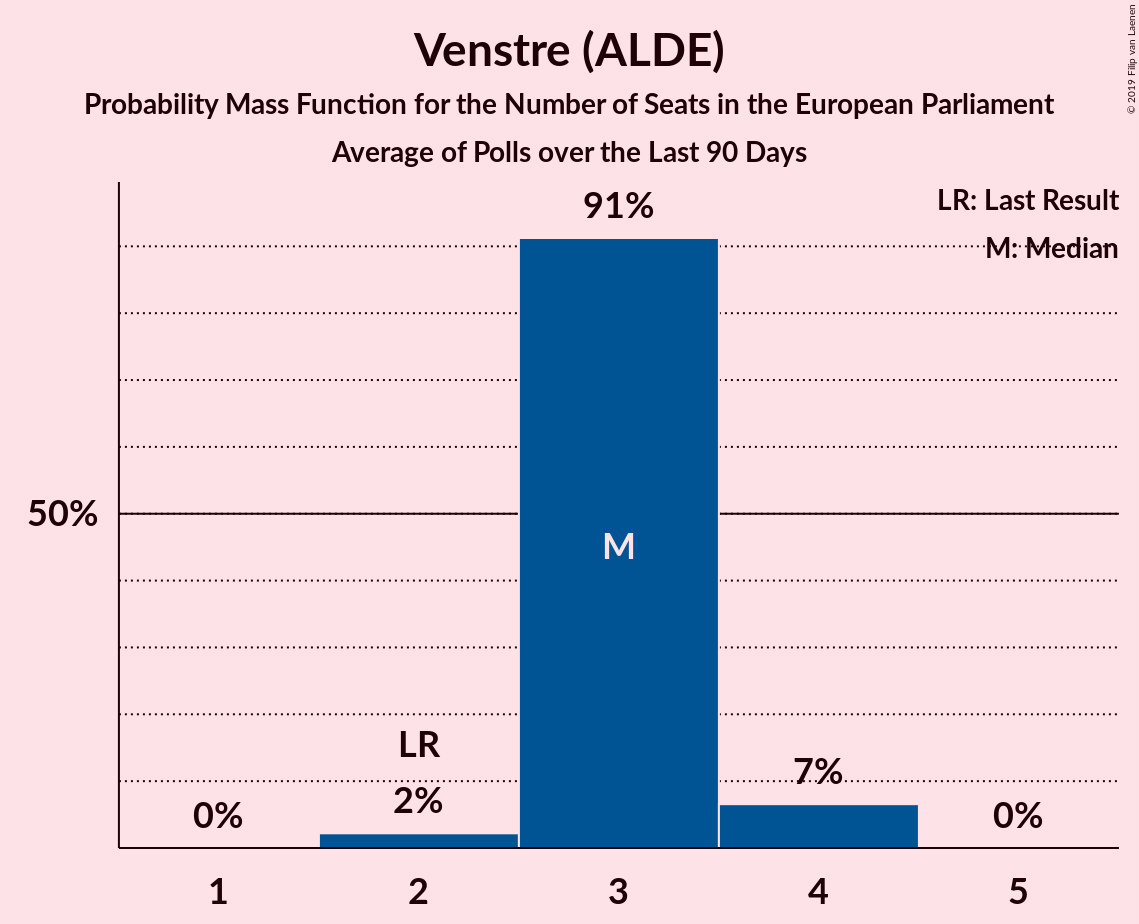 Venstre (ALDE)
Probability Mass Function for the Number of Seats in the European Parliament
Average of Polls over the Last 90 Days
© 2019 Filip van Laenen
LR: Last Result
M: Median
91%
50%
M
LR
2%
7%
0%
0%
1 2 3 4 5